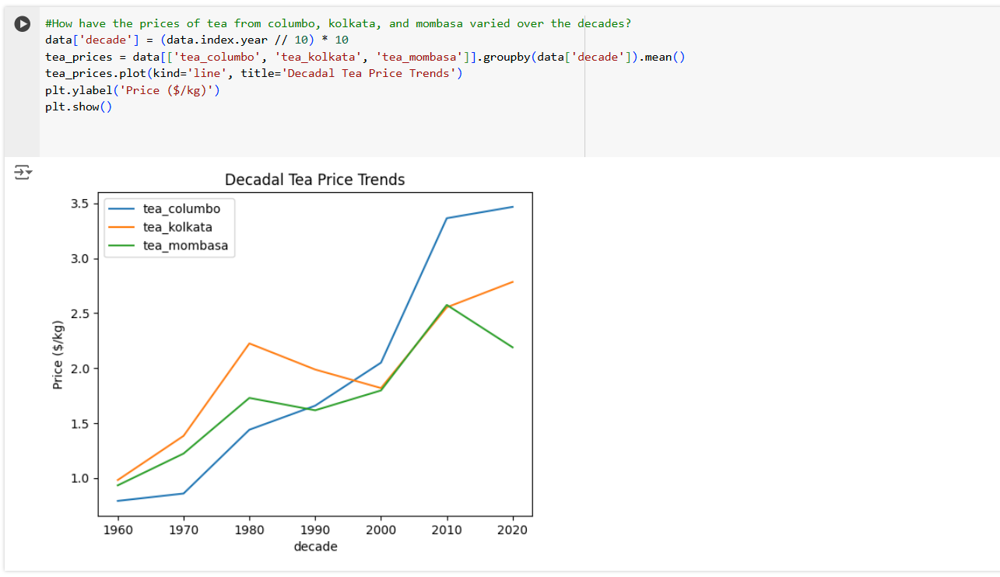 #How have the prices of tea from columbo, kolkata, and mombasa varied over the decades?
data['decade'] = (data.index.year // 10) * 10
tea_prices = data[['tea_columbo', 'tea_kolkata', 'tea_mombasa']].groupby(data['decade']).mean()
tea_prices.plot(kind='line', title='Decadal Tea Price Trends')
plt.ylabel('Price ($/kg)')
plt.show()
Decadal Tea Price Trends
tea_columbo
tea_kolkata
tea_mombasa
3.5
3.0
2.5
2.0
1.5
1.0
Price ($/kg)
1960 1970 1980 1990 2000 2010 2020
decade